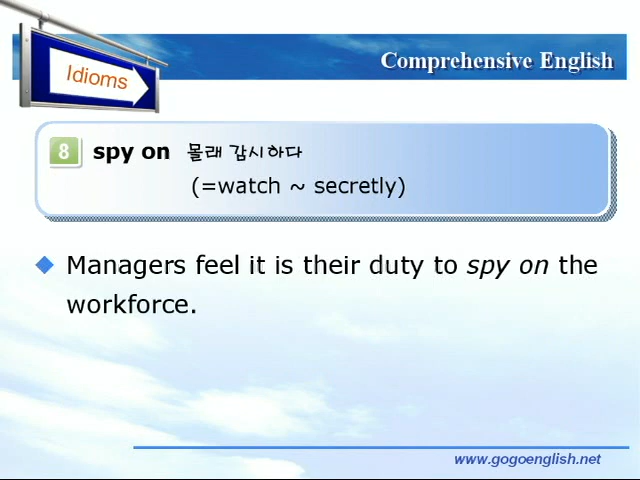 Comprehensive English
Idioms
8 spy on 몰래 감시하다
(=watch ~ secretly)
Managers feel it is their duty to spy on the
workforce.
www.gogoenglish.net